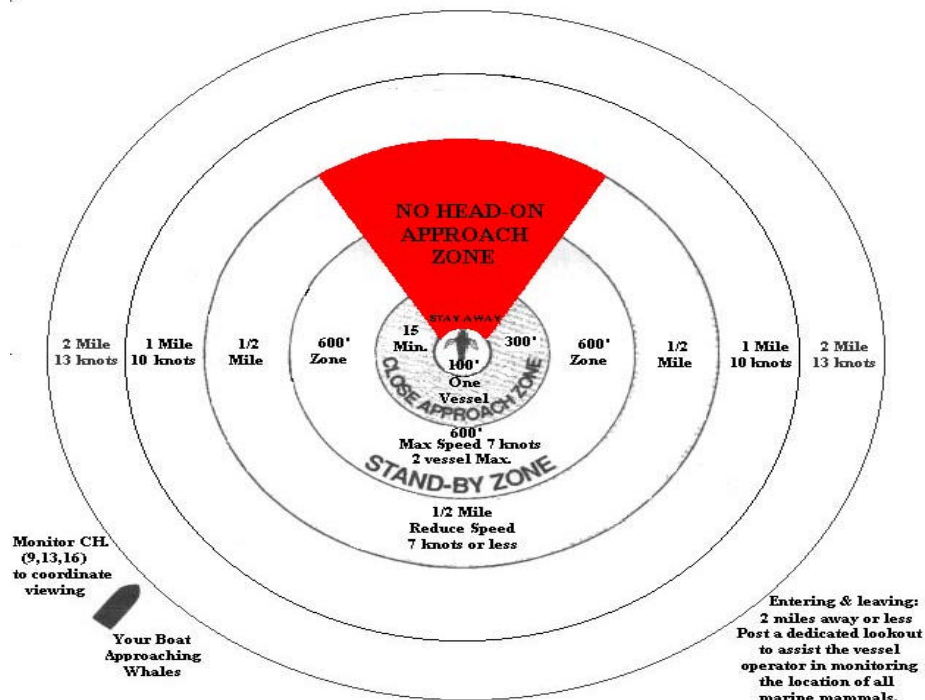 NO HEAD-ON
APPROACH
ZONE
STAY AWAY
2 Mile
13 knots
1 Mile
10 knots
1/2
Mile
600'
Zone
15
Min.
300'
600'
Zone
1/2
Mile
1 Mile
10 knots
2 Mile
13 knots
100'
One
Vessel
CLOSE APPROACH ZONE
600'
Max Speed 7 knots
2 vessel Max.
STAND-BY ZONE
1/2 Mile
Reduce Speed
7 knots or less
Monitor CH.
(9,13,16)
to coordinate
viewing
Your Boat
Approaching
Whales
Entering & leaving:
2 miles away or less
Post a dedicated lookout
to assist the vessel
operator in monitoring
the location of all
marine mammals.